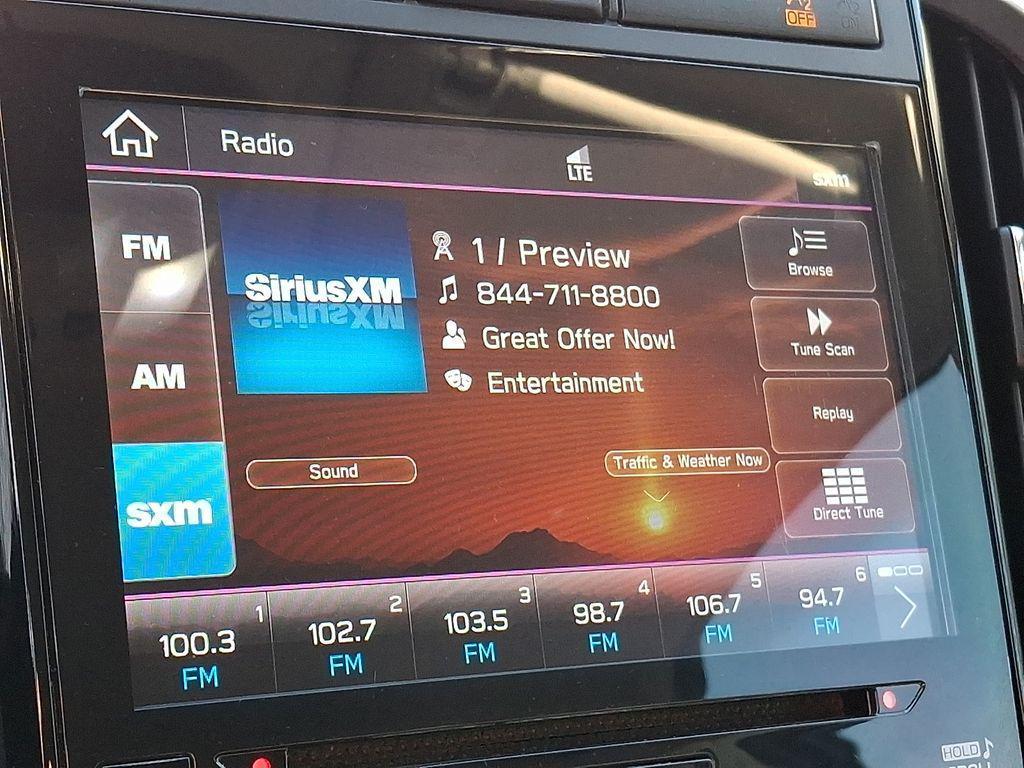 OFF
Radio
LTE
sxm
FM
AM
sxm
SiriusXM
1 / Preview
844-711-8800
Great Offer Now!
Entertainment
Browse
Tune Scan
Replay
Direct Tune
Sound
Traffic & Weather Now
1
100.3
FM
2
102.7
FM
3
103.5
FM
4
98.7
FM
5
106.7
FM
6
94.7
FM
HOLD